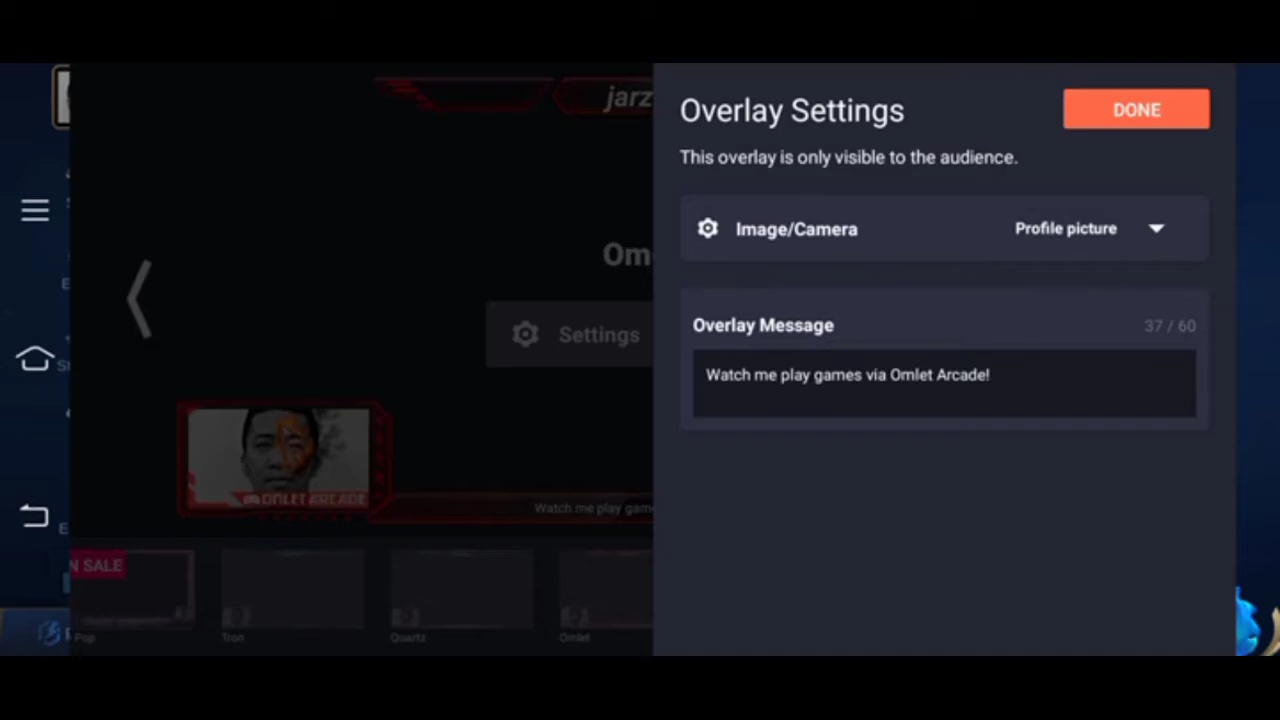 jarz
Overlay Settings
DONE
This overlay is only visible to the audience.
Image/Camera
Profile picture
Om
Settings
Overlay Message
37 / 60
Watch me play games via Omlet Arcade!
OMLET ARCADE
Watch me play gam
N SALE
Pop
Tron
Quartz
Omlet